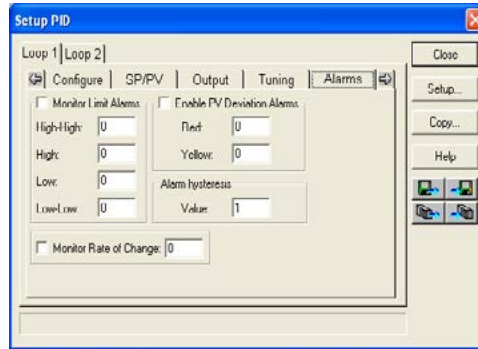 Setup PID
Loop 1 Loop 2
Configure SP/PV Output Tuning Alarms
Monitor Limit Alarms
High-High: 0
High: 0
Low: 0
Low-Low: 0
Enable PV Deviation Alarms
Red: 0
Yellow: 0
Alarm hysteresis
Value: 1
Monitor Rate of Change: 0
Close
Setup...
Copy...
Help